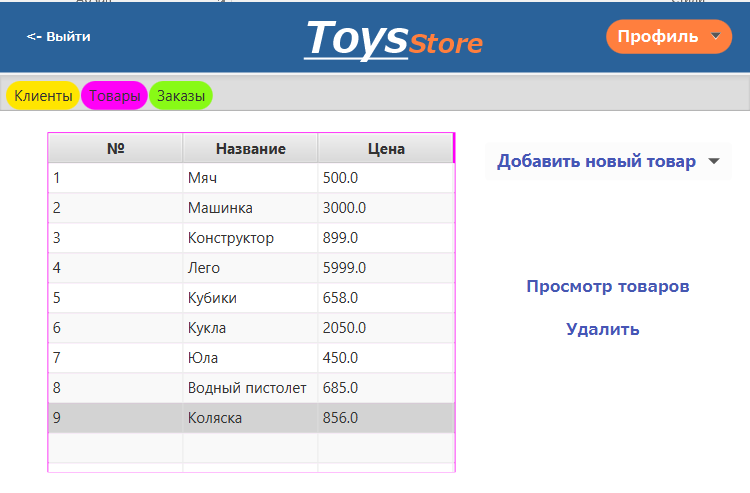 <- Выйти
ToysStore
Профиль
Клиенты Товары Заказы
№ Название Цена
1 Мяч 500.0
2 Машинка 3000.0
3 Конструктор 899.0
4 Лего 5999.0
5 Кубики 658.0
6 Кукла 2050.0
7 Юла 450.0
8 Водный пистолет 685.0
9 Коляска 856.0
Добавить новый товар
Просмотр товаров
Удалить